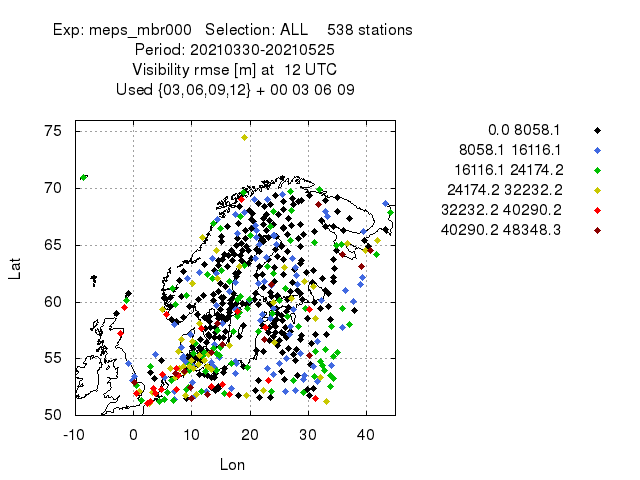 Exp: meps_mbr000 Selection: ALL 538 stations
Period: 20210330-20210525
Visibility rmse [m] at 12 UTC
Used {03,06,09,12} + 00 03 06 09
0.0 8058.1
8058.1 16116.1
16116.1 24174.2
24174.2 32232.2
32232.2 40290.2
40290.2 48348.3
75
70
65
60
55
50
Lat
-10 0 10 20 30 40
Lon